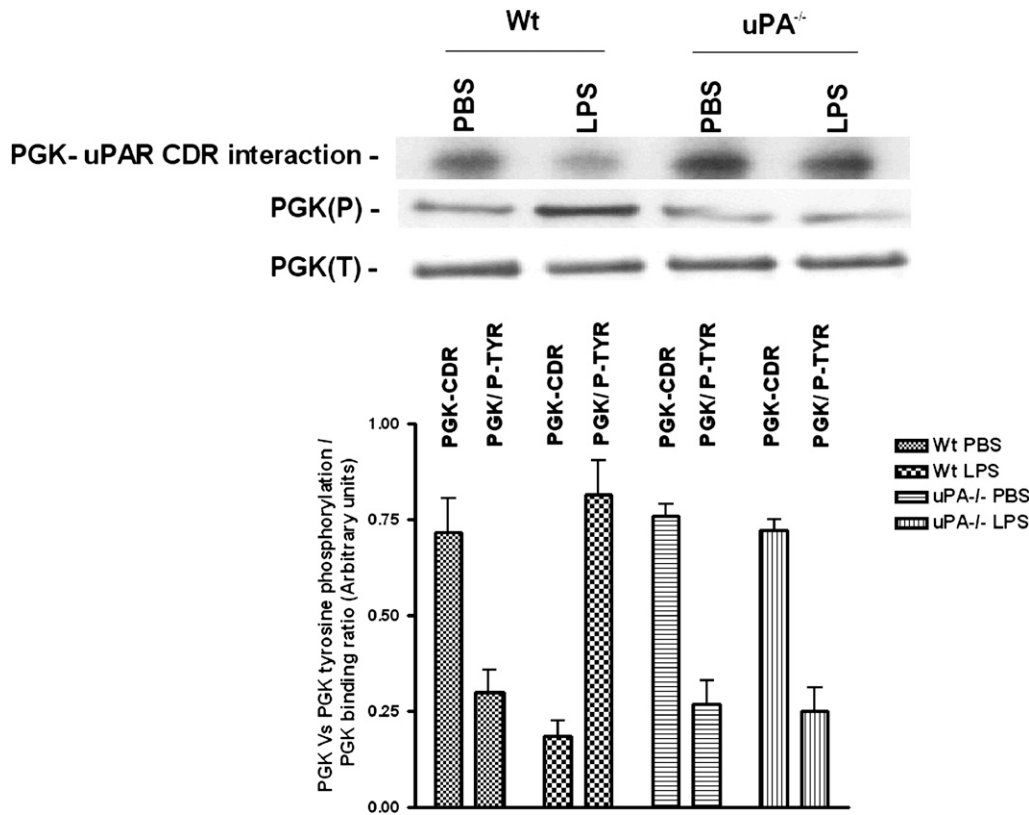 Wt
uPA-/-
PBS
LPS
PBS
LPS
PGK- uPAR CDR interaction -
PGK(P) -
PGK(T) -
PGK-CDR
PGK/ P-TYR
PGK-CDR
PGK/ P-TYR
PGK-CDR
PGK/ P-TYR
PGK-CDR
PGK/ P-TYR
PGK Vs PGK tyrosine phosphorylation /
PGK binding ratio (Arbitrary units)
1.00
0.75
0.50
0.25
0.00
Wt PBS
Wt LPS
uPA-/- PBS
uPA-/- LPS